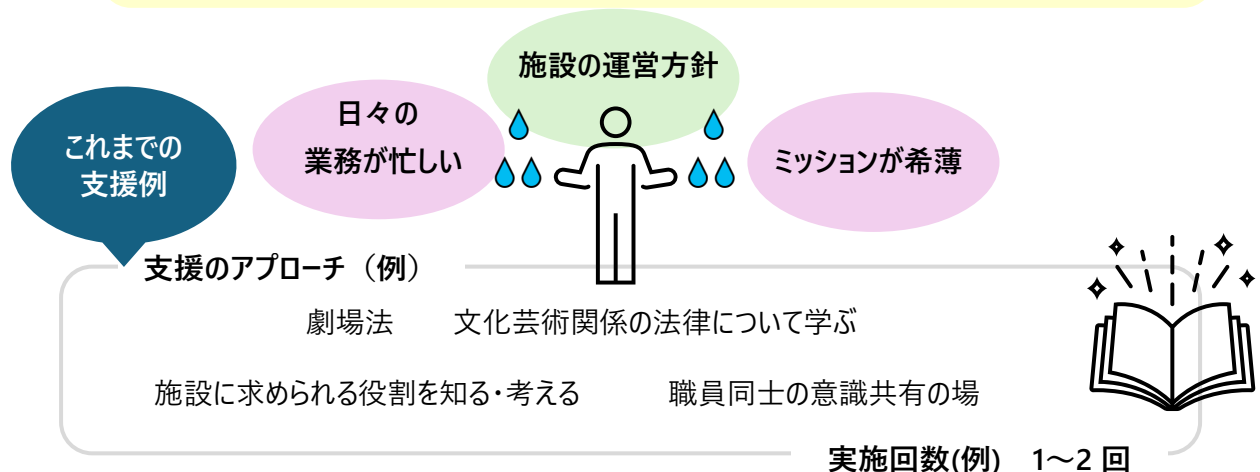 施設の運営方針
日々の
業務が忙しい
ミッションが希薄
これまでの
支援例
支援のアプローチ（例）
劇場法　　文化芸術関係の法律について学ぶ
施設に求められる役割を知る・考える　　職員同士の意識共有の場
実施回数(例)　1～2 回